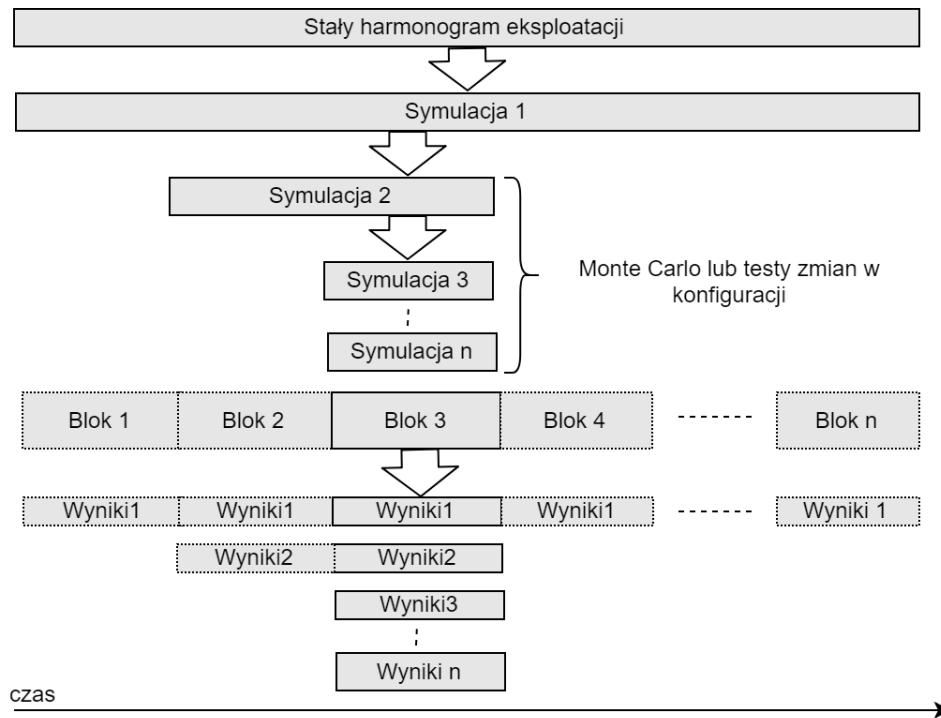 Stały harmonogram eksploatacji
Symulacja 1
Symulacja 2
Symulacja 3
Monte Carlo lub testy zmian w
konfiguracji
Symulacja n
Blok 1 Blok 2 Blok 3 Blok 4 Blok n
Wyniki1 Wyniki1 Wyniki1 Wyniki1 Wyniki 1
Wyniki2 Wyniki2
Wyniki3
Wyniki n
czas